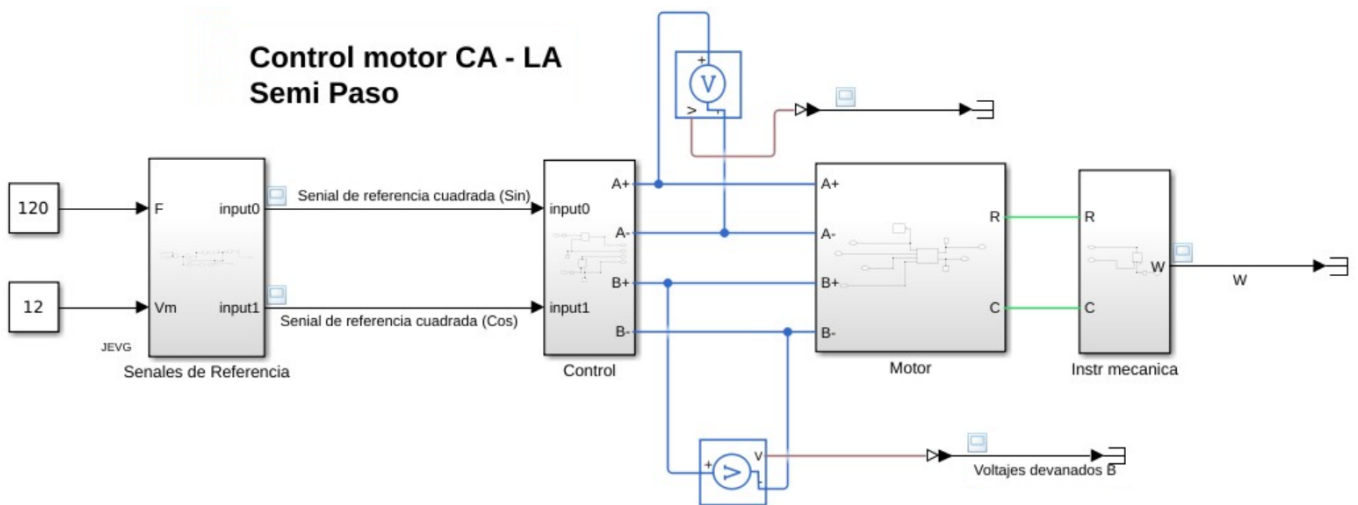 Control motor CA - LA
Semi Paso
+
V
-
V
120
F
input0
Senial de referencia cuadrada (Sin)
input0
A+
A+
R
R
A-
A-
W
W
12
Vm
input1
Senial de referencia cuadrada (Cos)
input1
B+
B+
B-
B-
C
C
JEVG
Senales de Referencia
Control
Motor
Instr mecanica
+
V
-
V
Voltajes devanados B